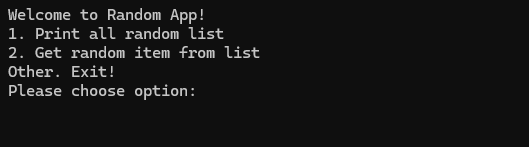 Welcome to Random App!
1. Print all random list
2. Get random item from list
Other. Exit!
Please choose option: